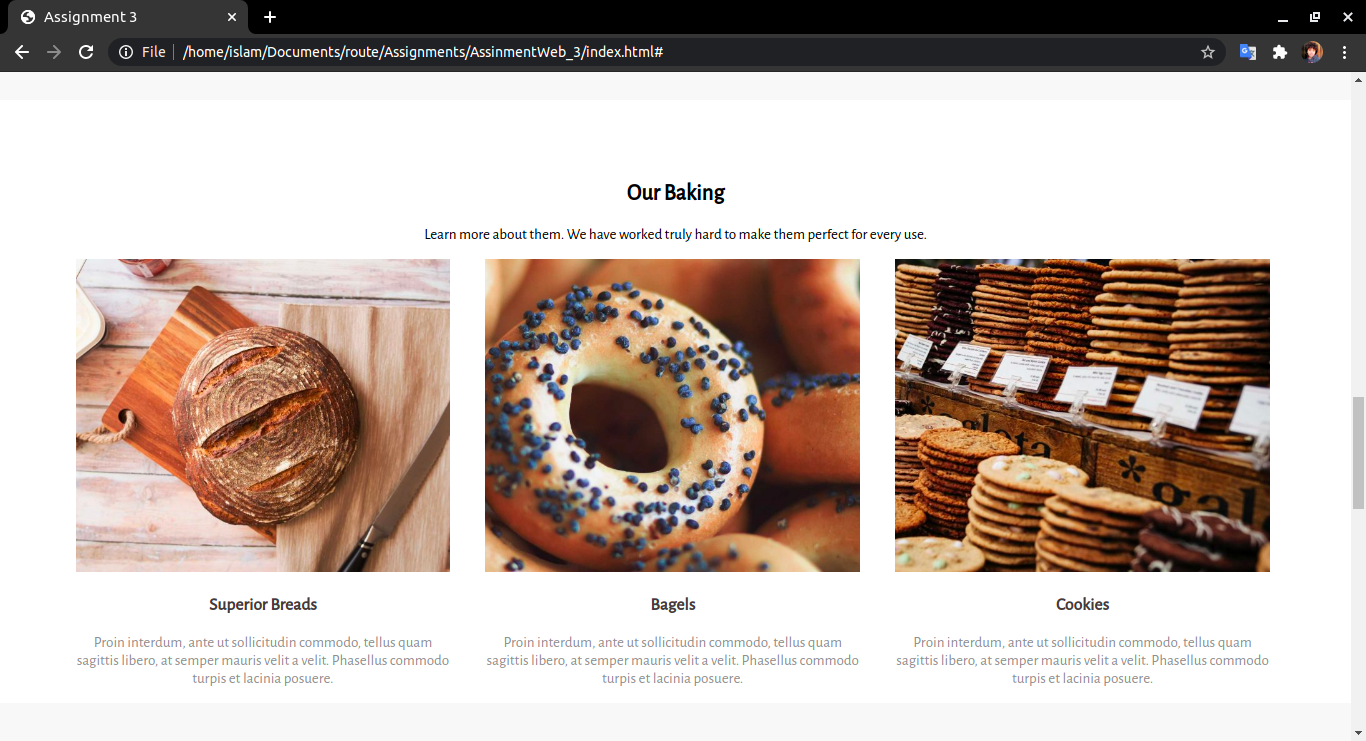 Assignment 3
File /home/islam/Documents/route/Assignments/AssinmentWeb_3/index.html#
Our Baking
Learn more about them. We have worked truly hard to make them perfect for every use.
Superior Breads
Proin interdum, ante ut sollicitudin commodo, tellus quam
sagittis libero, at semper mauris velit a velit. Phasellus commodo
turpis et lacinia posuere.
Bagels
Proin interdum, ante ut sollicitudin commodo, tellus quam
sagittis libero, at semper mauris velit a velit. Phasellus commodo
turpis et lacinia posuere.
Cookies
Proin interdum, ante ut sollicitudin commodo, tellus quam
sagittis libero, at semper mauris velit a velit. Phasellus commodo
turpis et lacinia posuere.